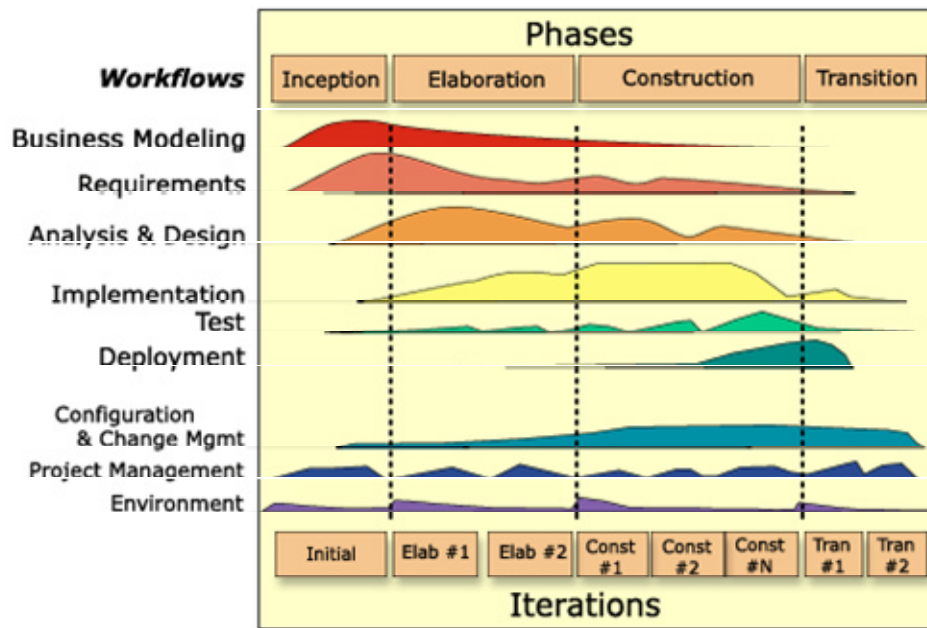 Phases
Workflows
Inception
Elaboration
Construction
Transition
Business Modeling
Requirements
Analysis & Design
Implementation
Test
Deployment
Configuration
& Change Mgmt
Project Management
Environment
Initial
Elab #1
Elab #2
Const
#1
Const
#2
Const
#N
Tran
#1
Tran
#2
Iterations